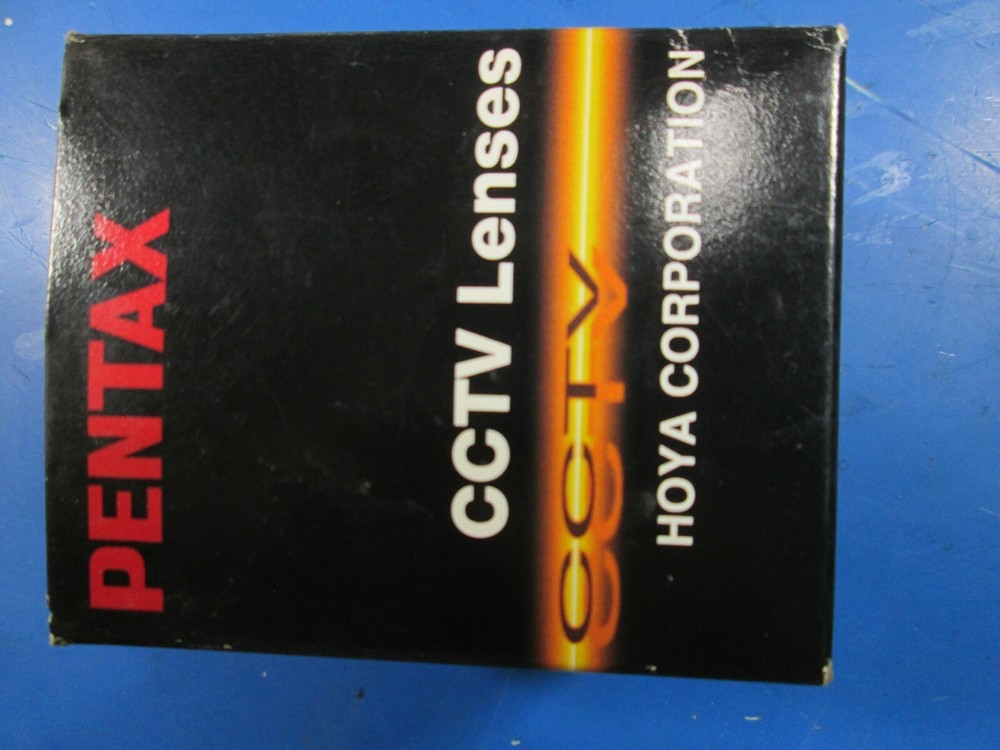 PENTAX
CCTV Lenses
CCTV
HOYA CORPORATION